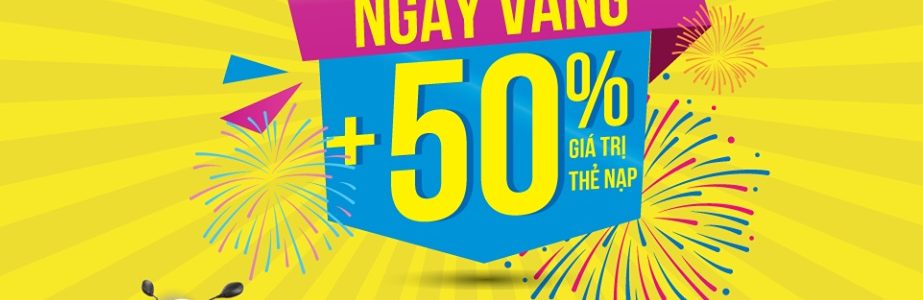 NGÀY VÀNG
+50%
GIÁ TRỊ
THẺ NẠP